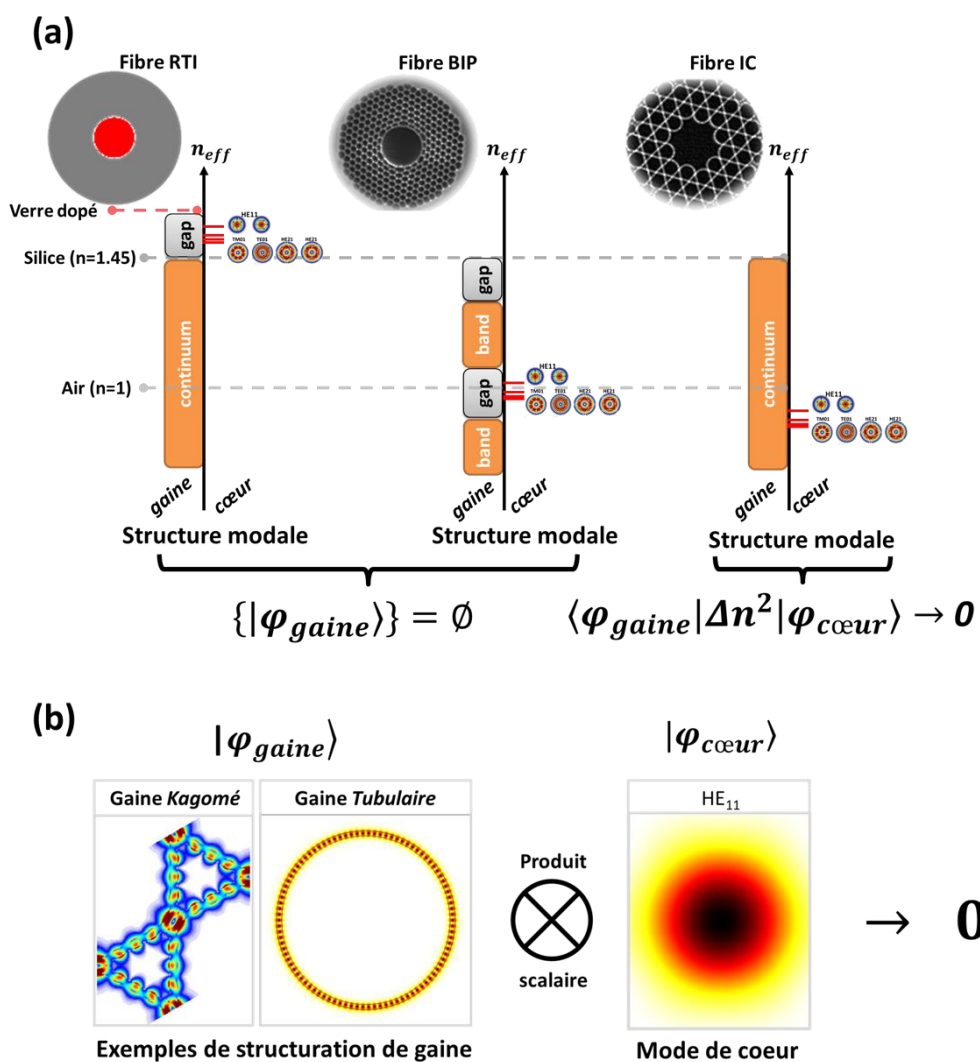 (a)
Fibre RTI
Fibre BIP
Fibre IC
n_eff
n_eff
n_eff
Verre dopé
gap
HE11
TM01 TE01 HE21 HE21
Silice (n=1.45)
continuum
gap
band
Air (n=1)
gap
HE11
TM01 TE01 HE21 HE21
band
continuum
HE11
TM01 TE01 HE21 HE21
gaine cœur
gaine cœur
gaine cœur
Structure modale
Structure modale
Structure modale
{|φ_gaine⟩} = ∅
⟨φ_gaine|Δn²|φ_cœur⟩ → 0
(b)
|φ_gaine⟩
|φ_cœur⟩
Gaine Kagomé
Gaine Tubulaire
HE₁₁
Produit
scalaire
→ 0
Exemples de structuration de gaine
Mode de coeur